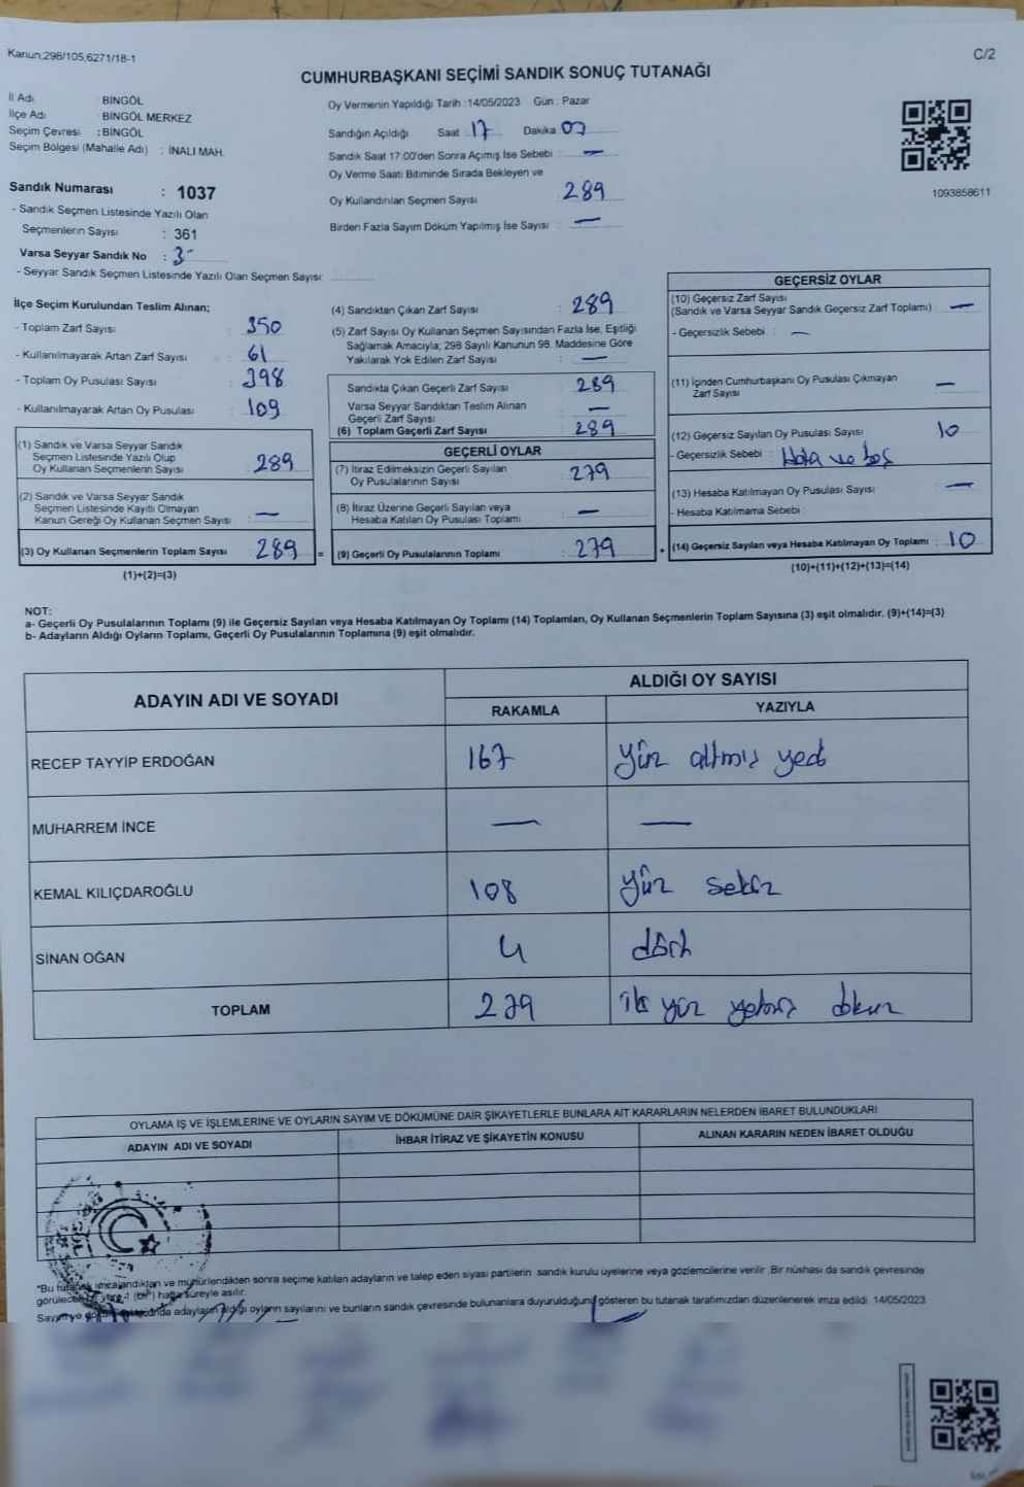 Kanun;298/105,6271/18-1
C/2
CUMHURBAŞKANI SEÇİMİ SANDIK SONUÇ TUTANAĞI
İl Adı BİNGÖL
İlçe Adı BİNGÖL MERKEZ
Seçim Çevresi : BİNGÖL
Seçim Bölgesi (Mahalle Adı) : İNALI MAH.
Sandık Numarası : 1037
- Sandık Seçmen Listesinde Yazılı Olan
Seçmenlerin Sayısı : 361
Varsa Seyyar Sandık No :
- Seyyar Sandık Seçmen Listesinde Yazılı Olan Seçmen Sayısı:
Oy Vermenin Yapıldığı Tarih :14/05/2023 Gün : Pazar
Sandığın Açıldığı Saat 17 Dakika
Sandık Saat 17:00'den Sonra Açımış İse Sebebi : —
Oy Verme Saati Bitiminde Sırada Bekleyen ve
Oy Kullandırılan Seçmen Sayısı 289
Birden Fazla Sayım Döküm Yapılmış İse Sayısı : —
1093858611
İlçe Seçim Kurulundan Teslim Alınan;
- Toplam Zarf Sayısı : 350
- Kullanılmayarak Artan Zarf Sayısı : 61
- Toplam Oy Pusulası Sayısı : 398
- Kullanılmayarak Artan Oy Pusulası : 109
(1) Sandık ve Varsa Seyyar Sandık
Seçmen Listesinde Yazılı Olup
Oy Kullanan Seçmenlerin Sayısı : 289
(2) Sandık ve Varsa Seyyar Sandık
Seçmen Listesinde Kayıtlı Olmayan
Kanun Gereği Oy Kullanan Seçmen Sayısı : —
(3) Oy Kullanan Seçmenlerin Toplam Sayısı 289 =
(1)+(2)=(3)
(4) Sandıktan Çıkan Zarf Sayısı : 289
(5) Zarf Sayısı Oy Kullanan Seçmen Sayısından Fazla İse, Eşitliği
Sağlamak Amacıyla; 298 Sayılı Kanunun 98. Maddesine Göre
Yakılarak Yok Edilen Zarf Sayısı : —
Sandıkta Çıkan Geçerli Zarf Sayısı : 289
Varsa Seyyar Sandıktan Teslim Alınan
Geçerli Zarf Sayısı : —
(6) Toplam Geçerli Zarf Sayısı : 289
GEÇERLİ OYLAR
(7) İtiraz Edilmeksizin Geçerli Sayılan
Oy Pusulalarının Sayısı : 279
(8) İtiraz Üzerine Geçerli Sayılan veya
Hesaba Katılan Oy Pusulası Toplamı : —
(9) Geçerli Oy Pusulalarının Toplamı : 279 +
GEÇERSİZ OYLAR
(10) Geçersiz Zarf Sayısı
(Sandık ve Varsa Seyyar Sandık Geçersiz Zarf Toplamı) : —
- Geçersizlik Sebebi : —
(11) İçinden Cumhurbaşkanı Oy Pusulası Çıkmayan
Zarf Sayısı : —
(12) Geçersiz Sayılan Oy Pusulası Sayısı 10
- Geçersizlik Sebebi : Hata ve boş
(13) Hesaba Katılmayan Oy Pusulası Sayısı —
- Hesaba Katılmama Sebebi
(14) Geçersiz Sayılan veya Hesaba Katılmayan Oy Toplamı : 10
(10)+(11)+(12)+(13)=(14)
NOT:
a- Geçerli Oy Pusulalarının Toplamı (9) ile Geçersiz Sayılan veya Hesaba Katılmayan Oy Toplamı (14) Toplamları, Oy Kullanan Seçmenlerin Toplam Sayısına (3) eşit olmalıdır. (9)+(14)=(3)
b- Adayların Aldığı Oyların Toplamı, Geçerli Oy Pusulalarının Toplamına (9) eşit olmalıdır.
ADAYIN ADI VE SOYADI
ALDIĞI OY SAYISI
RAKAMLA YAZIYLA
RECEP TAYYİP ERDOĞAN 167 yüz altmış yedi
MUHARREM İNCE — —
KEMAL KILIÇDAROĞLU 108 yüz sekiz
SİNAN OĞAN 4 dört
TOPLAM 279 iki yüz yetmiş dokuz
OYLAMA İŞ VE İŞLEMLERİNE VE OYLARIN SAYIM VE DÖKÜMÜNE DAİR ŞİKAYETLERLE BUNLARA AİT KARARLARIN NELERDEN İBARET BULUNDUKLARI
ADAYIN ADI VE SOYADI İHBAR İTİRAZ VE ŞİKAYETİN KONUSU ALINAN KARARIN NEDEN İBARET OLDUĞU
"Bu tutanak imzalandıktan ve mühürlendikten sonra seçime katılan adayların ve talep eden siyasi partilerin sandık kurulu üyelerine veya gözlemcilerine verilir. Bir nüshası da sandık çevresinde
görülecek bir yere 1 (bir) hafta süreyle asılır.
Sayım ve döküm sonucunda adayların aldığı oyların sayılarını ve bunların sandık çevresinde bulunanlara duyurulduğunu gösteren bu tutanak tarafımızdan düzenlenerek imza edildi. 14/05/2023